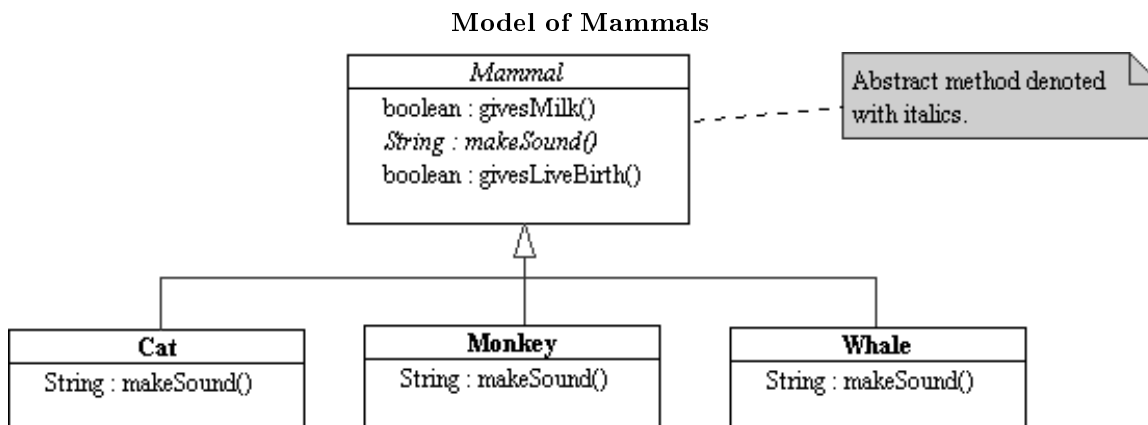 Model of Mammals
Mammal
boolean : givesMilk()
String : makeSound()
boolean : givesLiveBirth()
Abstract method denoted
with italics.
Cat
String : makeSound()
Monkey
String : makeSound()
Whale
String : makeSound()